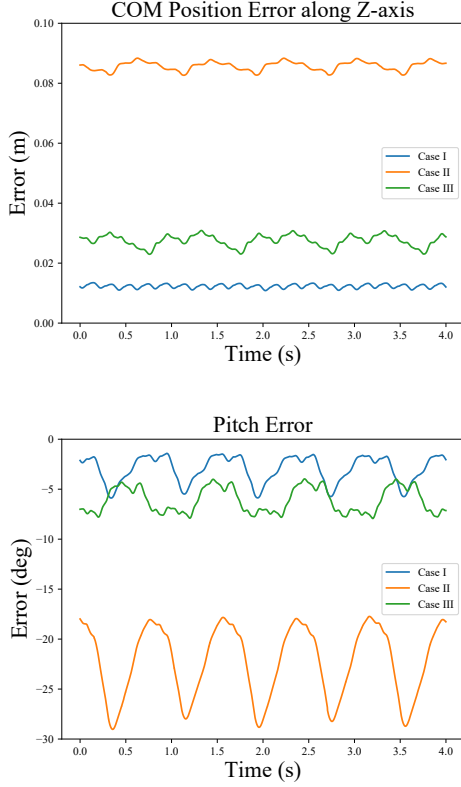 COM Position Error along Z-axis
0.10
0.08
0.06
0.04
0.02
0.00
Error (m)
Case I
Case II
Case III
0.0 0.5 1.0 1.5 2.0 2.5 3.0 3.5 4.0
Time (s)
Pitch Error
0
−5
−10
−15
−20
−25
−30
Error (deg)
Case I
Case II
Case III
0.0 0.5 1.0 1.5 2.0 2.5 3.0 3.5 4.0
Time (s)